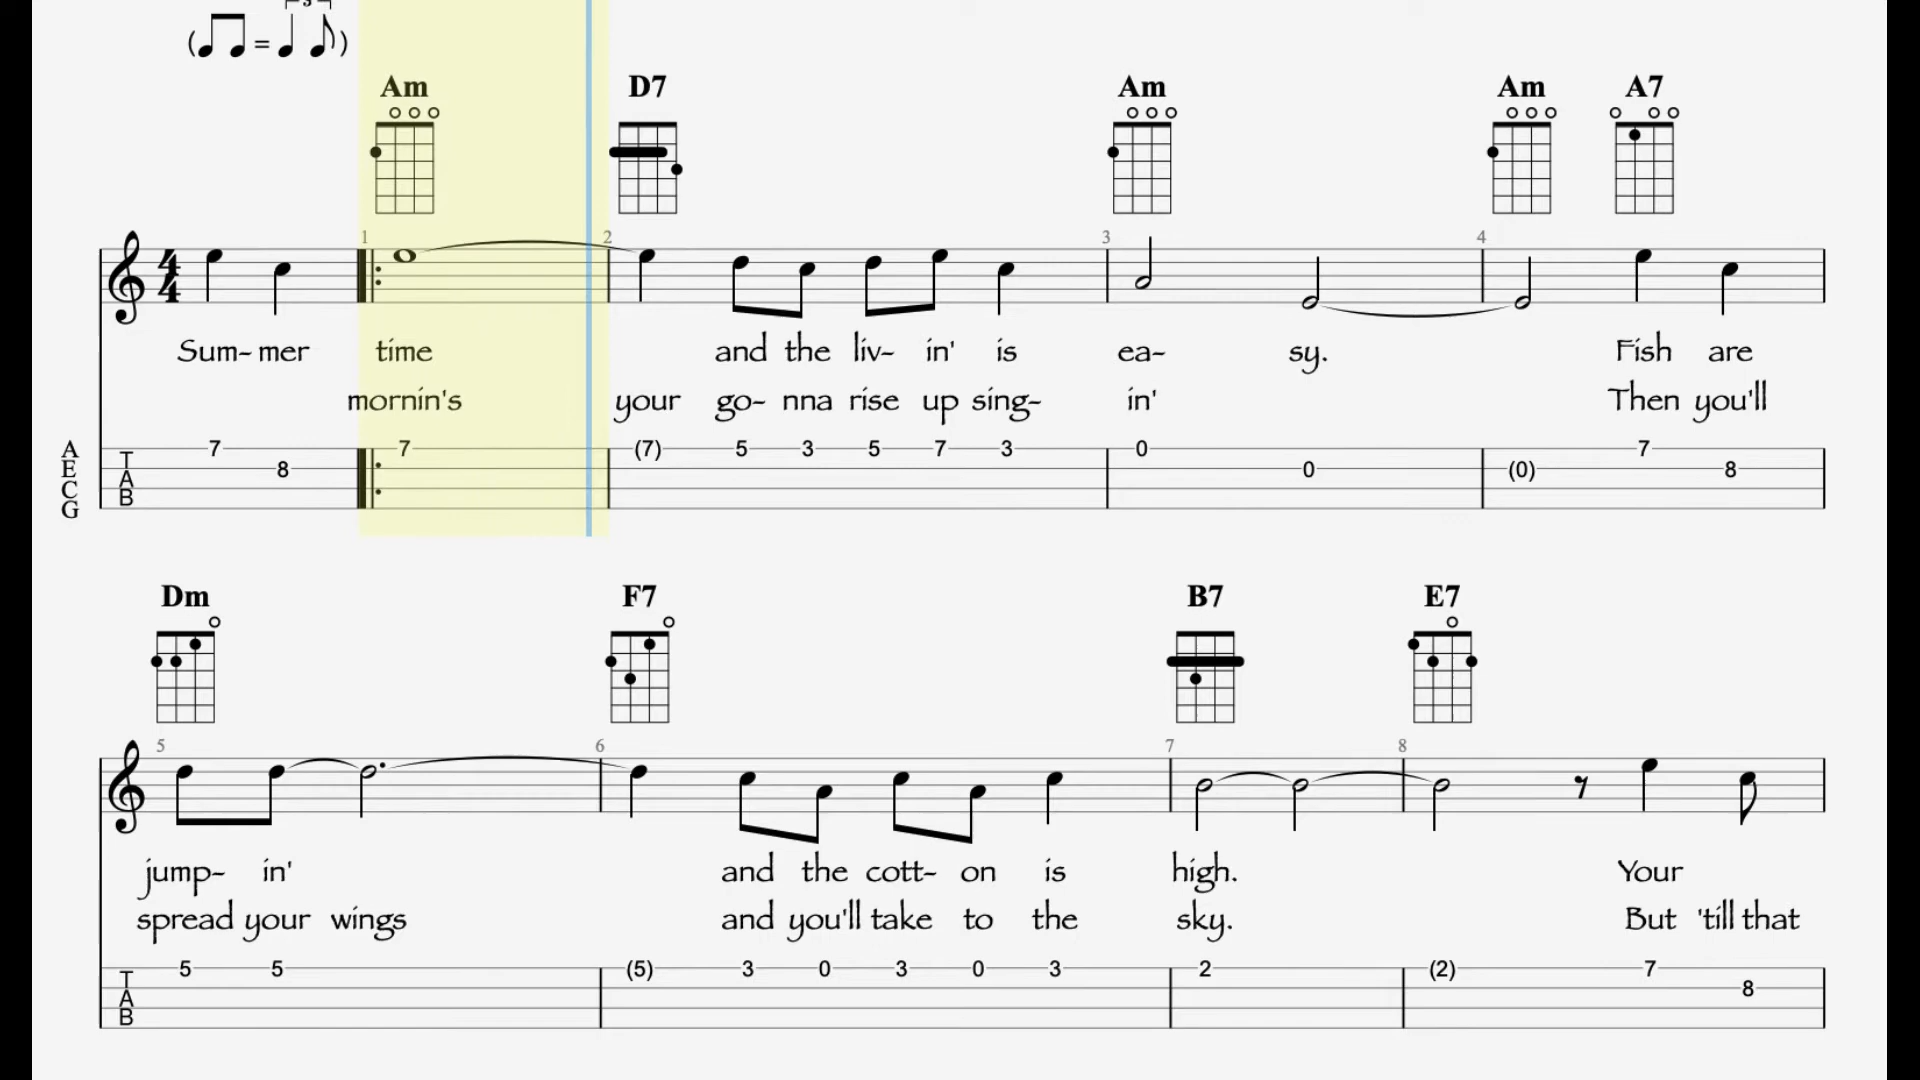 ( = 3 )
Am D7 Am Am A7
1 2 3 4
4
4
Sum- mer time and the liv- in' is ea- sy. Fish are
mornin's your go- nna rise up sing- in' Then you'll
A 7 7 (7) 5 3 5 7 3 0 7
E 8 0 (0) 8
C
G
T
A
B
Dm F7 B7 E7
5 6 7 8
jump- in' and the cott- on is high. Your
spread your wings and you'll take to the sky. But 'till that
5 5 (5) 3 0 3 0 3 2 (2) 7
8
T
A
B